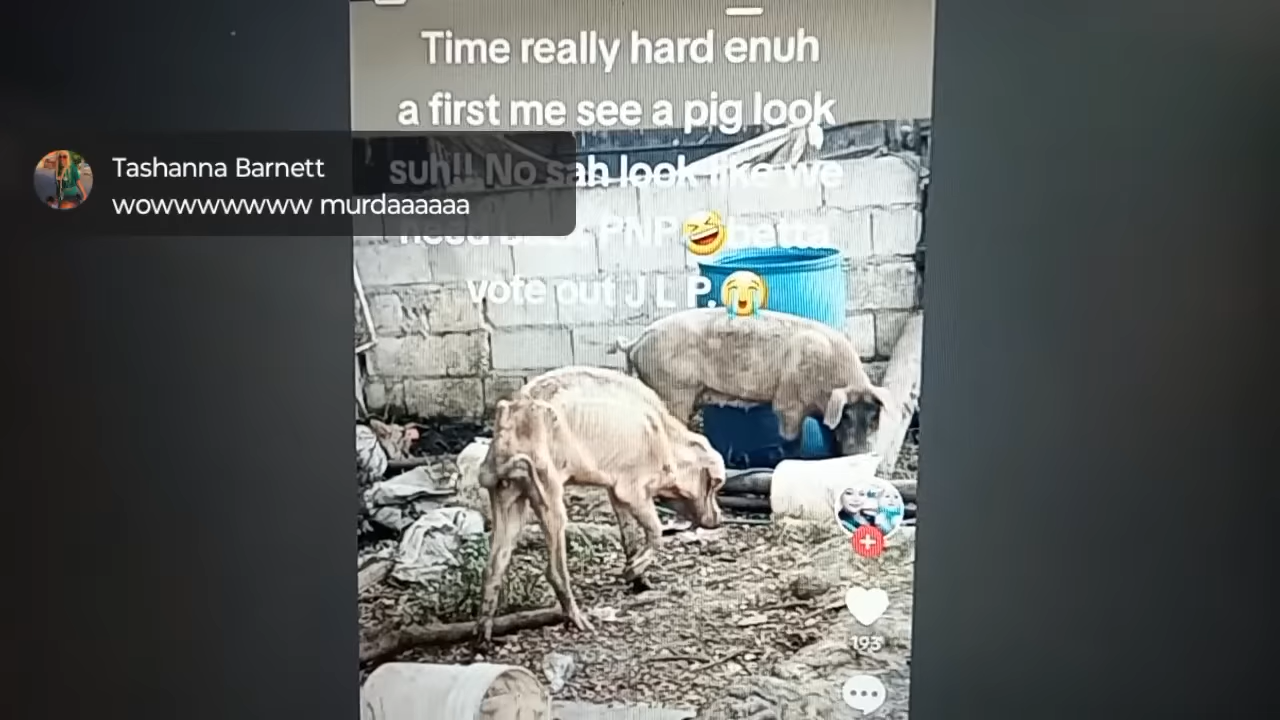 Time really hard enuh
a first me see a pig look
suh!! No sah look like we
need PNP🤣 betta
vote out J L P.😭
Tashanna Barnett
wowwwwwwww murdaaaaaa
193